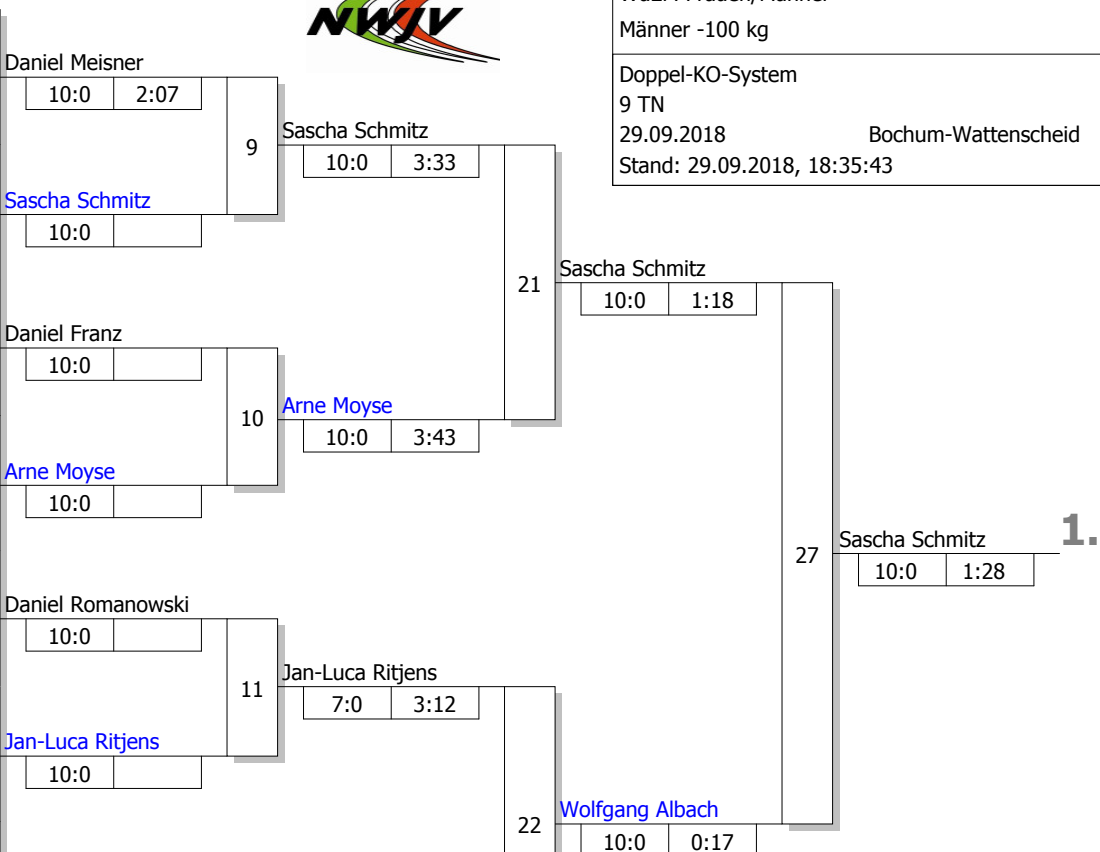 Männer -100 kg
Doppel-KO-System
9 TN
29.09.2018 Bochum-Wattenscheid
Stand: 29.09.2018, 18:35:43
NWJV
Daniel Meisner
10:0 2:07
9
Sascha Schmitz
10:0 3:33
Sascha Schmitz
10:0
21
Sascha Schmitz
10:0 1:18
Daniel Franz
10:0
10
Arne Moyse
10:0 3:43
Arne Moyse
10:0
27
Sascha Schmitz
1.
10:0 1:28
Daniel Romanowski
10:0
11
Jan-Luca Ritjens
7:0 3:12
Jan-Luca Ritjens
10:0
22
Wolfgang Albach
10:0 0:17